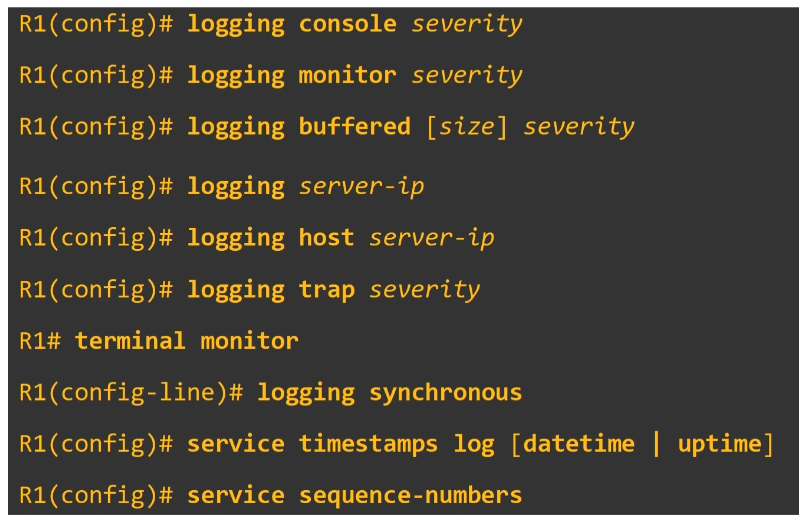 R1(config)# logging console severity
R1(config)# logging monitor severity
R1(config)# logging buffered [size] severity
R1(config)# logging server-ip
R1(config)# logging host server-ip
R1(config)# logging trap severity
R1# terminal monitor
R1(config-line)# logging synchronous
R1(config)# service timestamps log [datetime | uptime]
R1(config)# service sequence-numbers